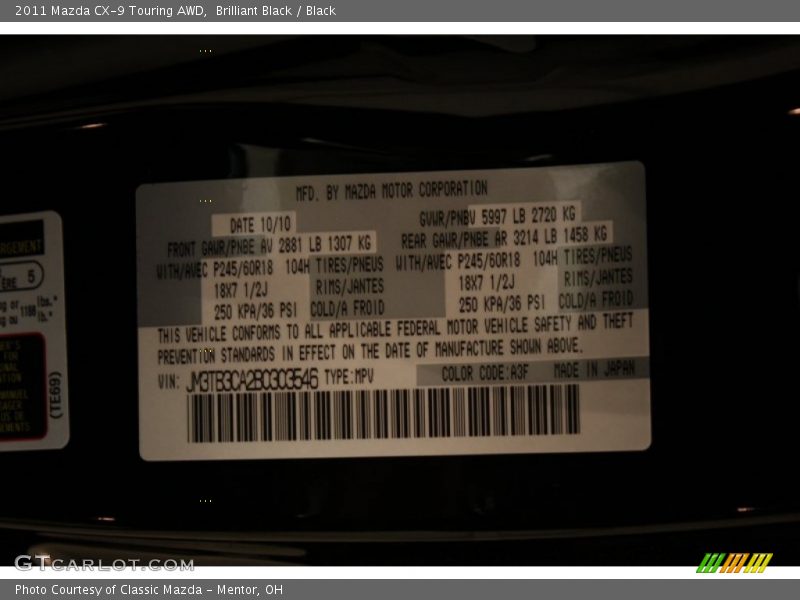 2011 Mazda CX-9 Touring AWD, Brilliant Black / Black
MFD. BY MAZDA MOTOR CORPORATION
DATE 10/10 GVWR/PNBV 5997 LB 2720 KG
FRONT GAWR/PNBE AV 2881 LB 1307 KG REAR GAWR/PNBE AR 3214 LB 1458 KG
WITH/AVEC P245/60R18 104H TIRES/PNEUS WITH/AVEC P245/60R18 104H TIRES/PNEUS
18X7 1/2J RIMS/JANTES 18X7 1/2J RIMS/JANTES
250 KPA/36 PSI COLD/A FROID 250 KPA/36 PSI COLD/A FROID
THIS VEHICLE CONFORMS TO ALL APPLICABLE FEDERAL MOTOR VEHICLE SAFETY AND THEFT
PREVENTION STANDARDS IN EFFECT ON THE DATE OF MANUFACTURE SHOWN ABOVE.
VIN: JM3TB3CA2BC303546 TYPE:MPV COLOR CODE:A3F MADE IN JAPAN
5
lbs.*
lb.*
(TE69)
GTCARLOT.COM
Photo Courtesy of Classic Mazda - Mentor, OH